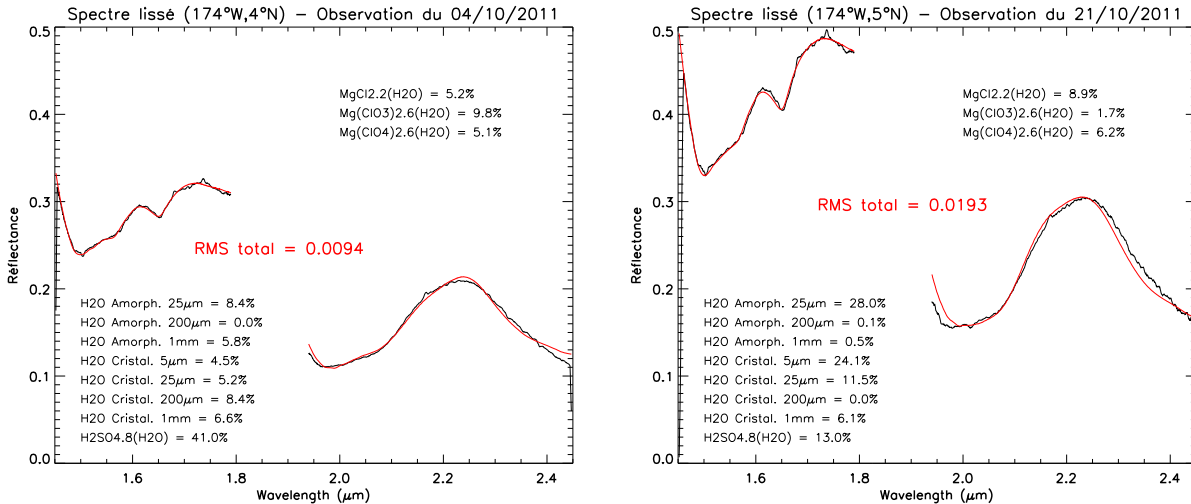 Spectre lissé (174°W,4°N) – Observation du 04/10/2011
0.5
0.4
0.3
0.2
0.1
0.0
Réflectance
MgCl2.2(H2O) = 5.2%
Mg(ClO3)2.6(H2O) = 9.8%
Mg(ClO4)2.6(H2O) = 5.1%
RMS total = 0.0094
H2O Amorph. 25μm = 8.4%
H2O Amorph. 200μm = 0.0%
H2O Amorph. 1mm = 5.8%
H2O Cristal. 5μm = 4.5%
H2O Cristal. 25μm = 5.2%
H2O Cristal. 200μm = 8.4%
H2O Cristal. 1mm = 6.6%
H2SO4.8(H2O) = 41.0%
1.6 1.8 2.0 2.2 2.4
Wavelength (μm)
Spectre lissé (174°W,5°N) – Observation du 21/10/2011
0.5
0.4
0.3
0.2
0.1
0.0
Réflectance
MgCl2.2(H2O) = 8.9%
Mg(ClO3)2.6(H2O) = 1.7%
Mg(ClO4)2.6(H2O) = 6.2%
RMS total = 0.0193
H2O Amorph. 25μm = 28.0%
H2O Amorph. 200μm = 0.1%
H2O Amorph. 1mm = 0.5%
H2O Cristal. 5μm = 24.1%
H2O Cristal. 25μm = 11.5%
H2O Cristal. 200μm = 0.0%
H2O Cristal. 1mm = 6.1%
H2SO4.8(H2O) = 13.0%
1.6 1.8 2.0 2.2 2.4
Wavelength (μm)